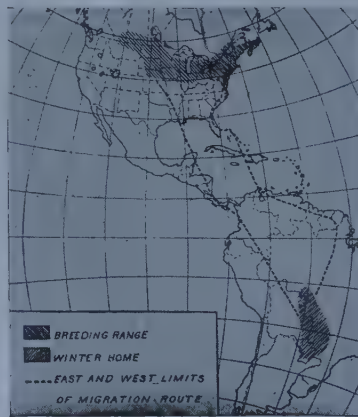 BREEDING RANGE
WINTER HOME
EAST AND WEST LIMITS
OF MIGRATION ROUTE